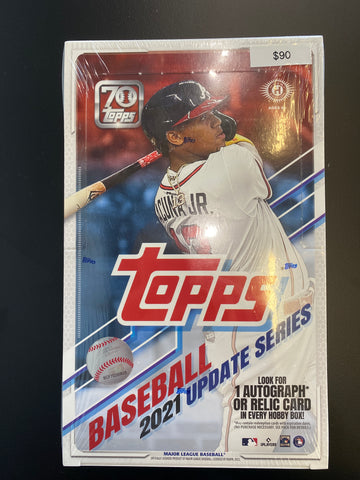 $90
70
Topps
ACUNA JR.
Topps
BASEBALL
2021 UPDATE SERIES
LOOK FOR
1 AUTOGRAPH*
OR RELIC CARD
IN EVERY HOBBY BOX!
MAJOR LEAGUE BASEBALL